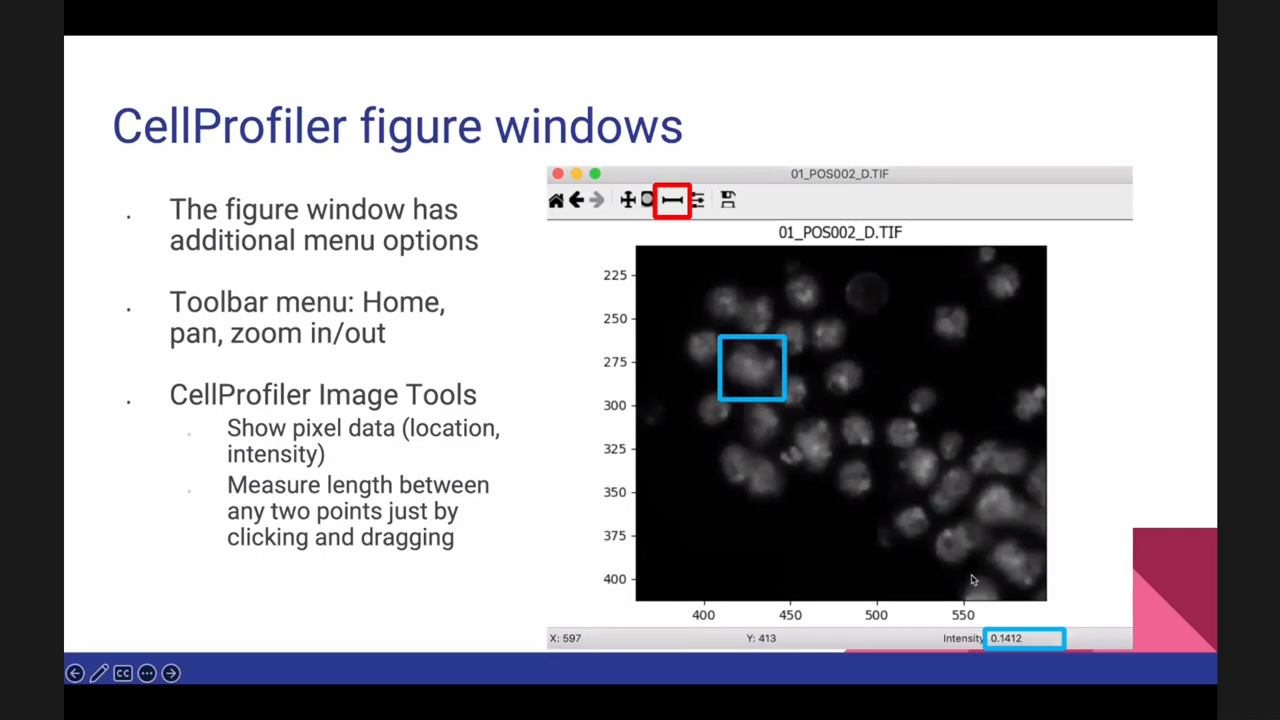 CellProfiler figure windows
. The figure window has
additional menu options
. Toolbar menu: Home,
pan, zoom in/out
. CellProfiler Image Tools
. Show pixel data (location,
intensity)
. Measure length between
any two points just by
clicking and dragging
01_POS002_D.TIF
01_POS002_D.TIF
225
250
275
300
325
350
375
400
400 450 500 550
X: 597 Y: 413 Intensity 0.1412
CC